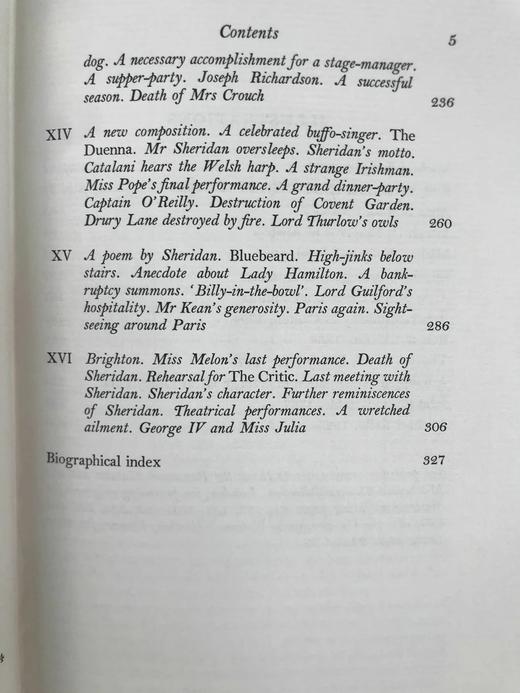 Contents 5
dog. A necessary accomplishment for a stage-manager.
A supper-party. Joseph Richardson. A successful
season. Death of Mrs Crouch 236
XIV A new composition. A celebrated buffo-singer. The
Duenna. Mr Sheridan oversleeps. Sheridan's motto.
Catalani hears the Welsh harp. A strange Irishman.
Miss Pope's final performance. A grand dinner-party.
Captain O'Reilly. Destruction of Covent Garden.
Drury Lane destroyed by fire. Lord Thurlow's owls 260
XV A poem by Sheridan. Bluebeard. High-jinks below
stairs. Anecdote about Lady Hamilton. A bank-
ruptcy summons. 'Billy-in-the-bowl'. Lord Guilford's
hospitality. Mr Kean's generosity. Paris again. Sight-
seeing around Paris 286
XVI Brighton. Miss Melon's last performance. Death of
Sheridan. Rehearsal for The Critic. Last meeting with
Sheridan. Sheridan's character. Further reminiscences
of Sheridan. Theatrical performances. A wretched
ailment. George IV and Miss Julia 306
Biographical index 327